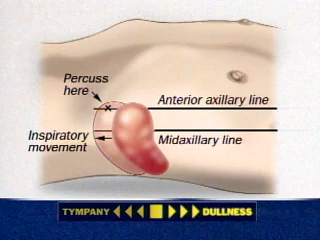 Percuss
here
Anterior axillary line
Inspiratory
movement
Midaxillary line
TYMPANY DULLNESS